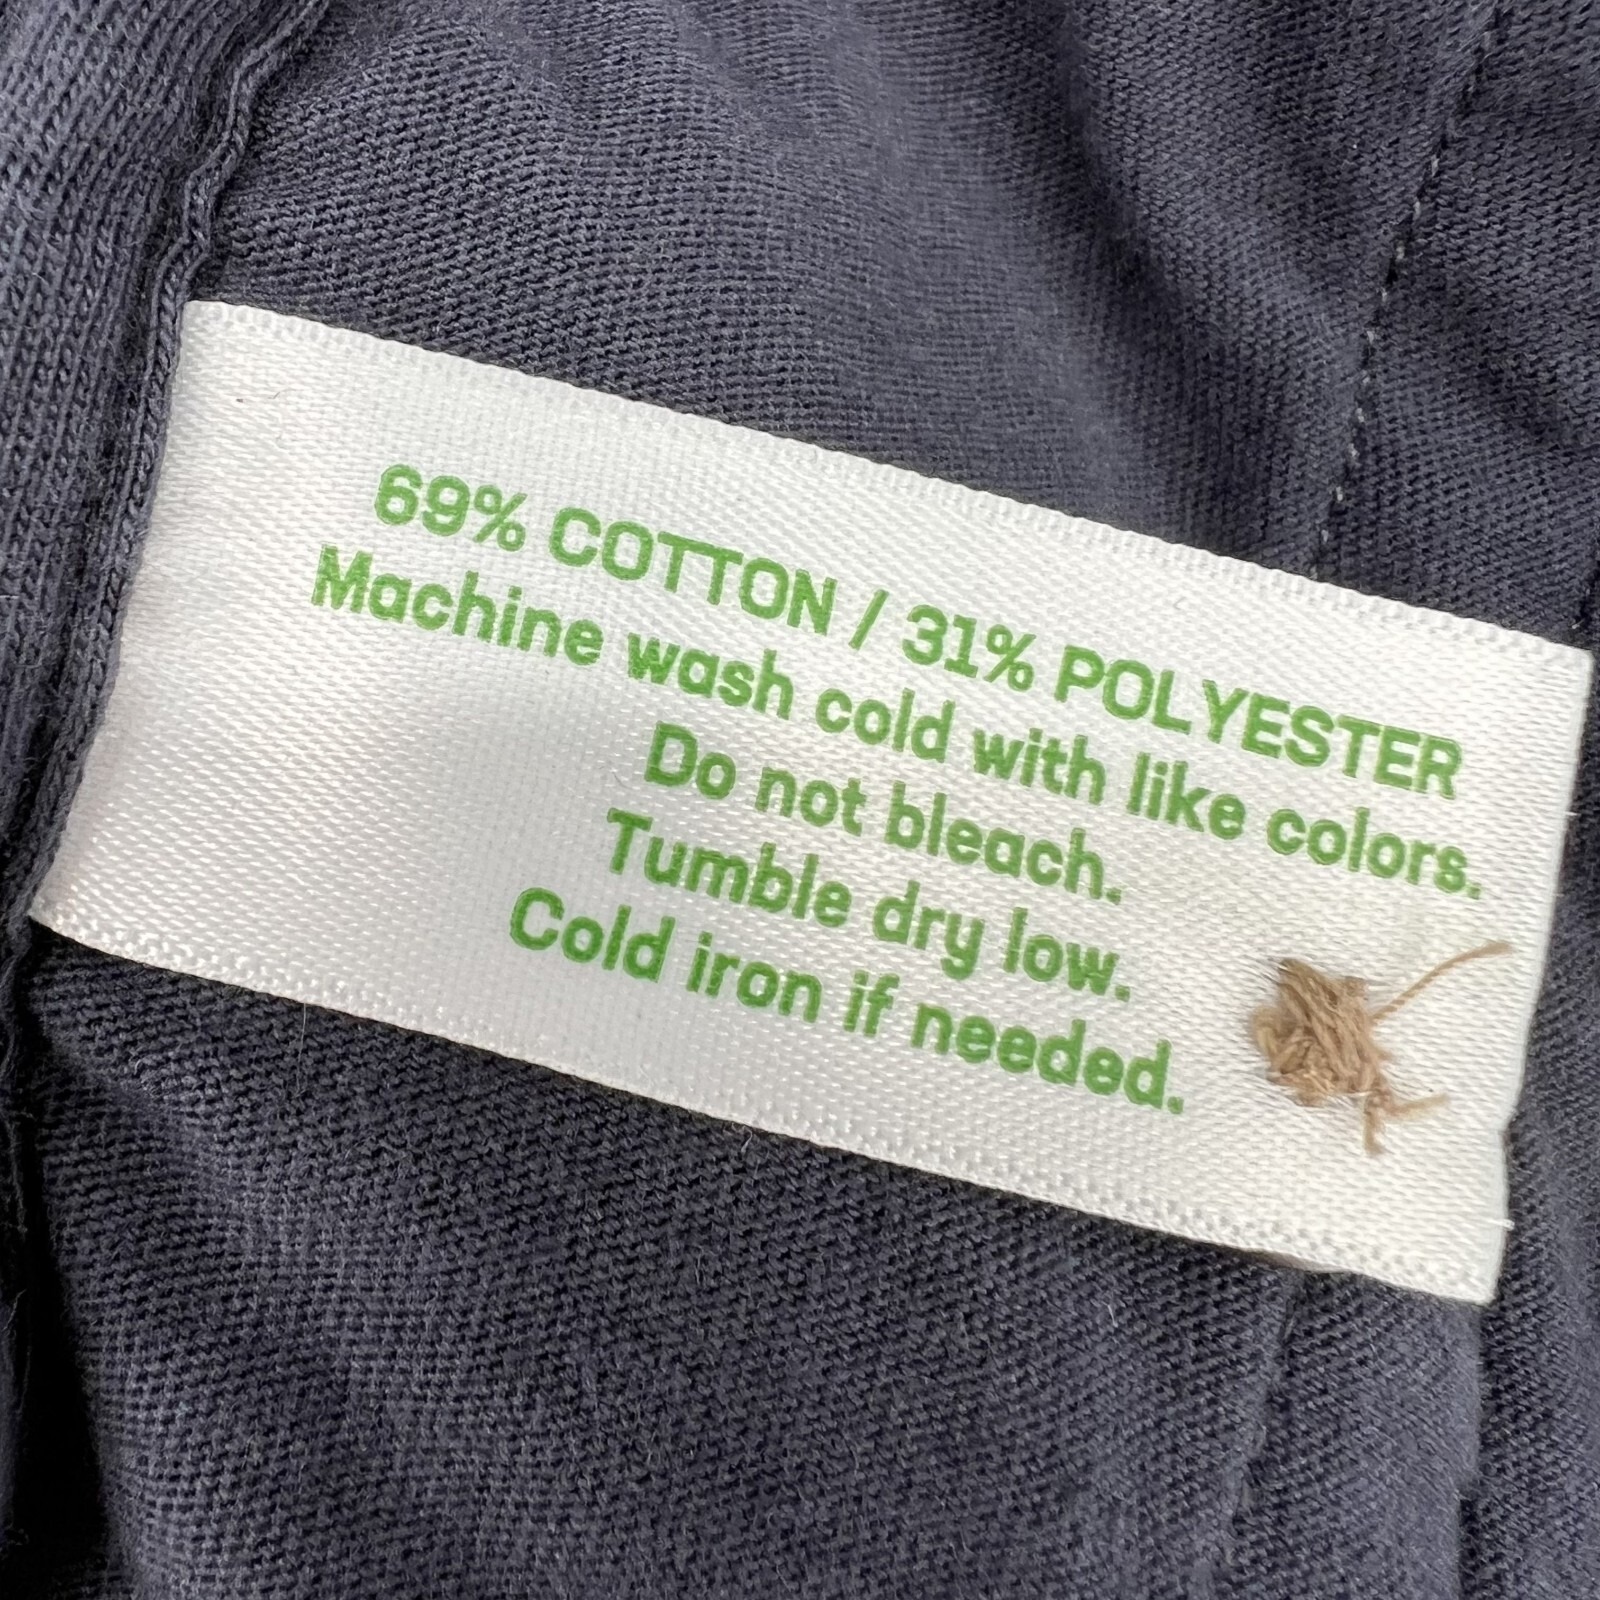 69% COTTON / 31% POLYESTER
Machine wash cold with like colors.
Do not bleach.
Tumble dry low.
Cold iron if needed.